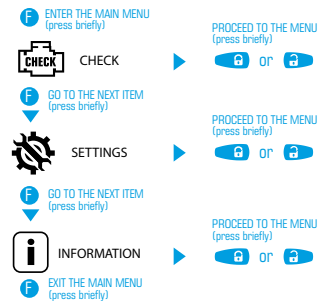 F ENTER THE MAIN MENU
(press briefly)
PROCEED TO THE MENU
(press briefly)
CHECK CHECK or
F GO TO THE NEXT ITEM
(press briefly)
PROCEED TO THE MENU
(press briefly)
SETTINGS or
F GO TO THE NEXT ITEM
(press briefly)
PROCEED TO THE MENU
(press briefly)
i INFORMATION or
F EXIT THE MAIN MENU
(press briefly)